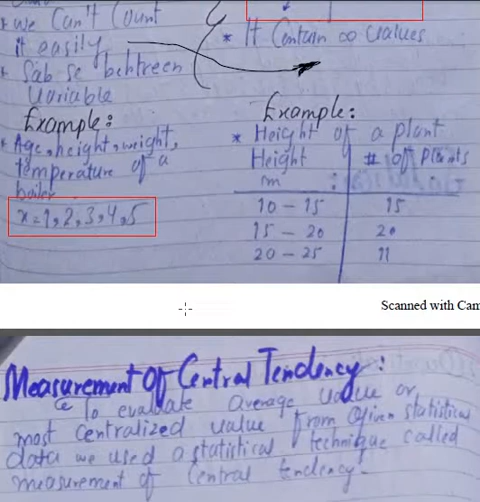 * we Can't Count
it easily
* Sab se behtreen
variable
Example:
* Age, height, weight,
temperature of a
boiler
x = 1, 2, 3, 4, 5
* It Contain ∞ values
Example:
* Height of a plant
Height # of plants
m
10 - 15 15
15 - 20 20
20 - 25 11
Scanned with Cam
Measurement Of Central Tendency:
To evaluate average value or
most centralized value from given statistical
data we used a statistical technique called
measurement of Central tendency.